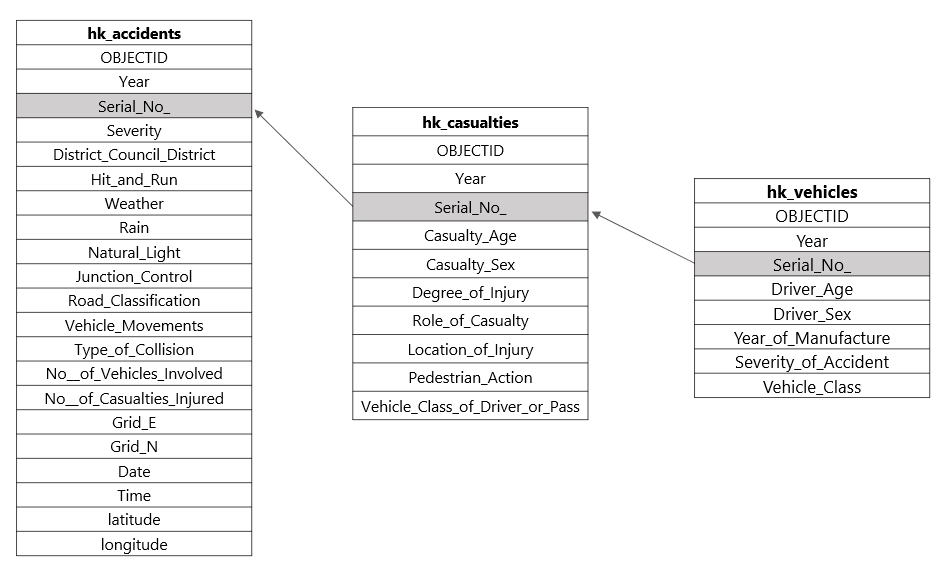 hk_accidents
OBJECTID
Year
Serial_No_
Severity
District_Council_District
Hit_and_Run
Weather
Rain
Natural_Light
Junction_Control
Road_Classification
Vehicle_Movements
Type_of_Collision
No__of_Vehicles_Involved
No__of_Casualties_Injured
Grid_E
Grid_N
Date
Time
latitude
longitude
hk_casualties
OBJECTID
Year
Serial_No_
Casualty_Age
Casualty_Sex
Degree_of_Injury
Role_of_Casualty
Location_of_Injury
Pedestrian_Action
Vehicle_Class_of_Driver_or_Pass
hk_vehicles
OBJECTID
Year
Serial_No_
Driver_Age
Driver_Sex
Year_of_Manufacture
Severity_of_Accident
Vehicle_Class